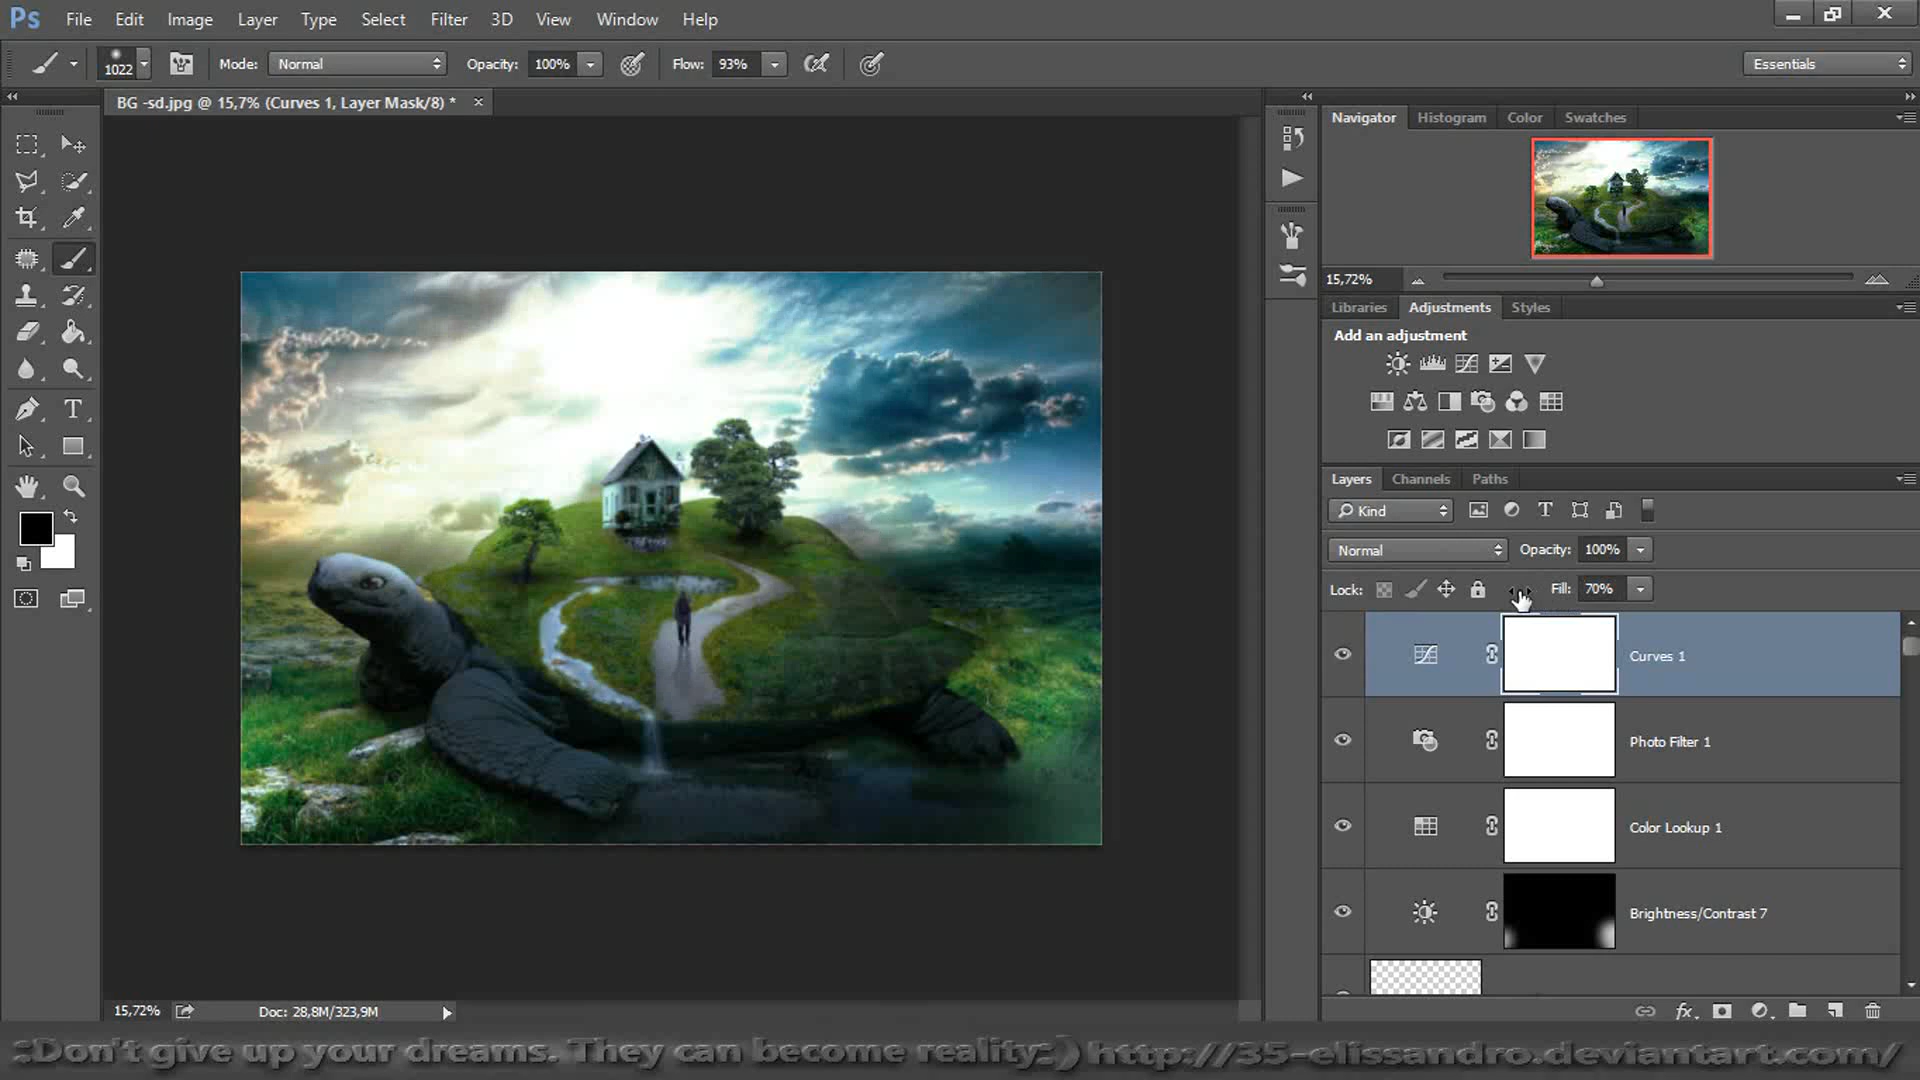 Ps File Edit Image Layer Type Select Filter 3D View Window Help
1022 Mode: Normal Opacity: 100% Flow: 93% Essentials
BG -sd.jpg @ 15,7% (Curves 1, Layer Mask/8) *
Navigator Histogram Color Swatches
15,72%
Libraries Adjustments Styles
Add an adjustment
Layers Channels Paths
Kind
Normal Opacity: 100%
Lock: Fill: 70%
Curves 1
Photo Filter 1
Color Lookup 1
Brightness/Contrast 7
15,72% Doc: 28,8M/323,9M
::Don't give up your dreams. They can become reality:;) http://35-elissandro.deviantart.com/